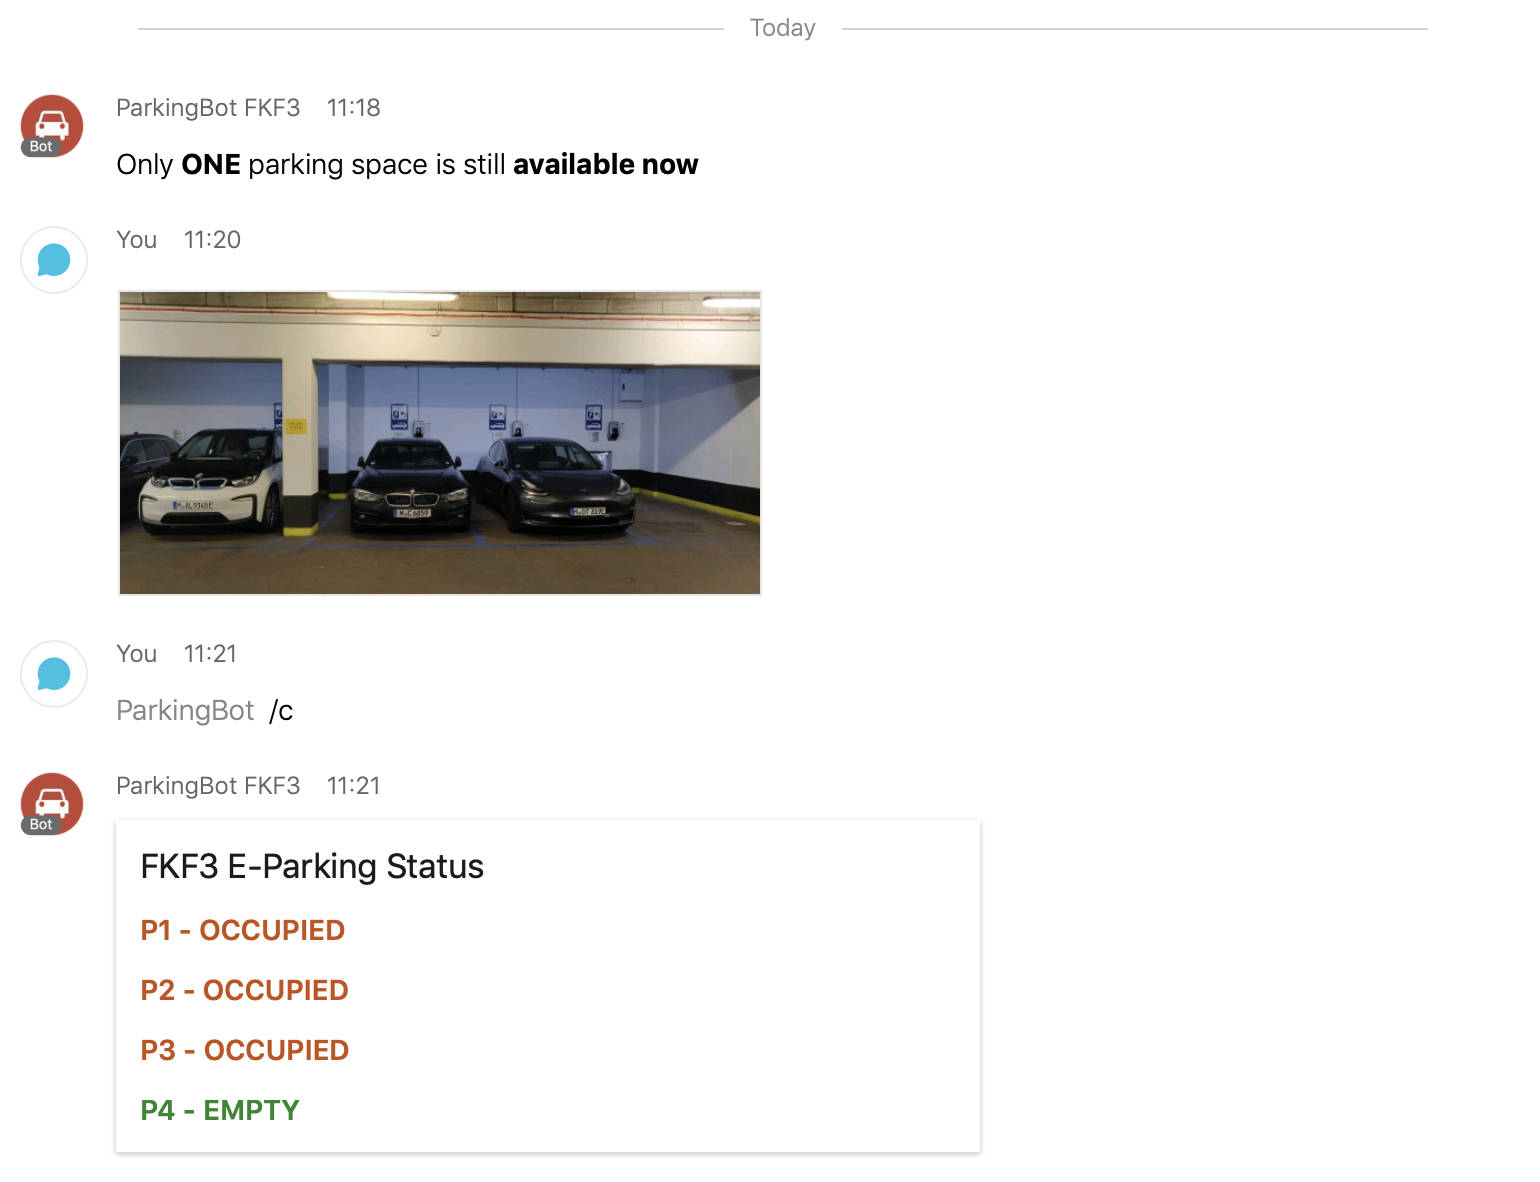 Today
ParkingBot FKF3 11:18
Bot
Only ONE parking space is still available now
You 11:20
You 11:21
ParkingBot /c
ParkingBot FKF3 11:21
Bot
FKF3 E-Parking Status
P1 - OCCUPIED
P2 - OCCUPIED
P3 - OCCUPIED
P4 - EMPTY